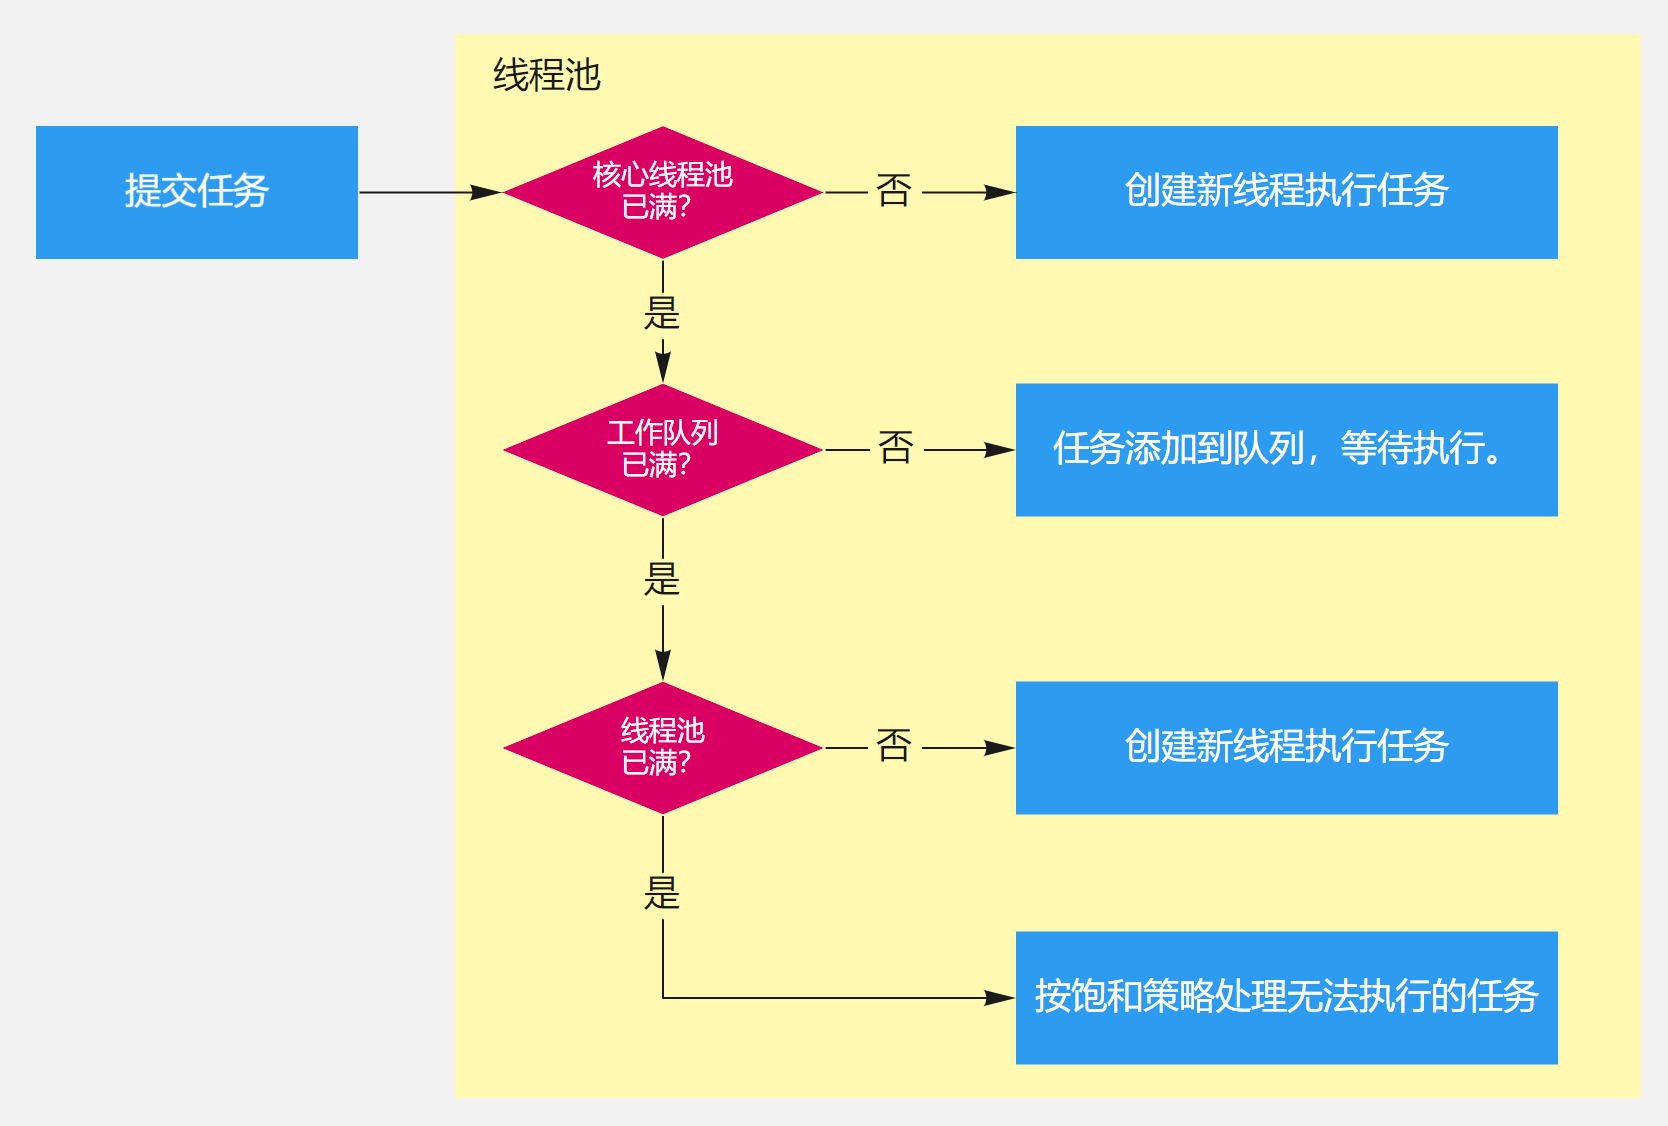 线程池
提交任务
核心线程池
已满?
否
创建新线程执行任务
是
工作队列
已满?
否
任务添加到队列，等待执行。
是
线程池
已满?
否
创建新线程执行任务
是
按饱和策略处理无法执行的任务